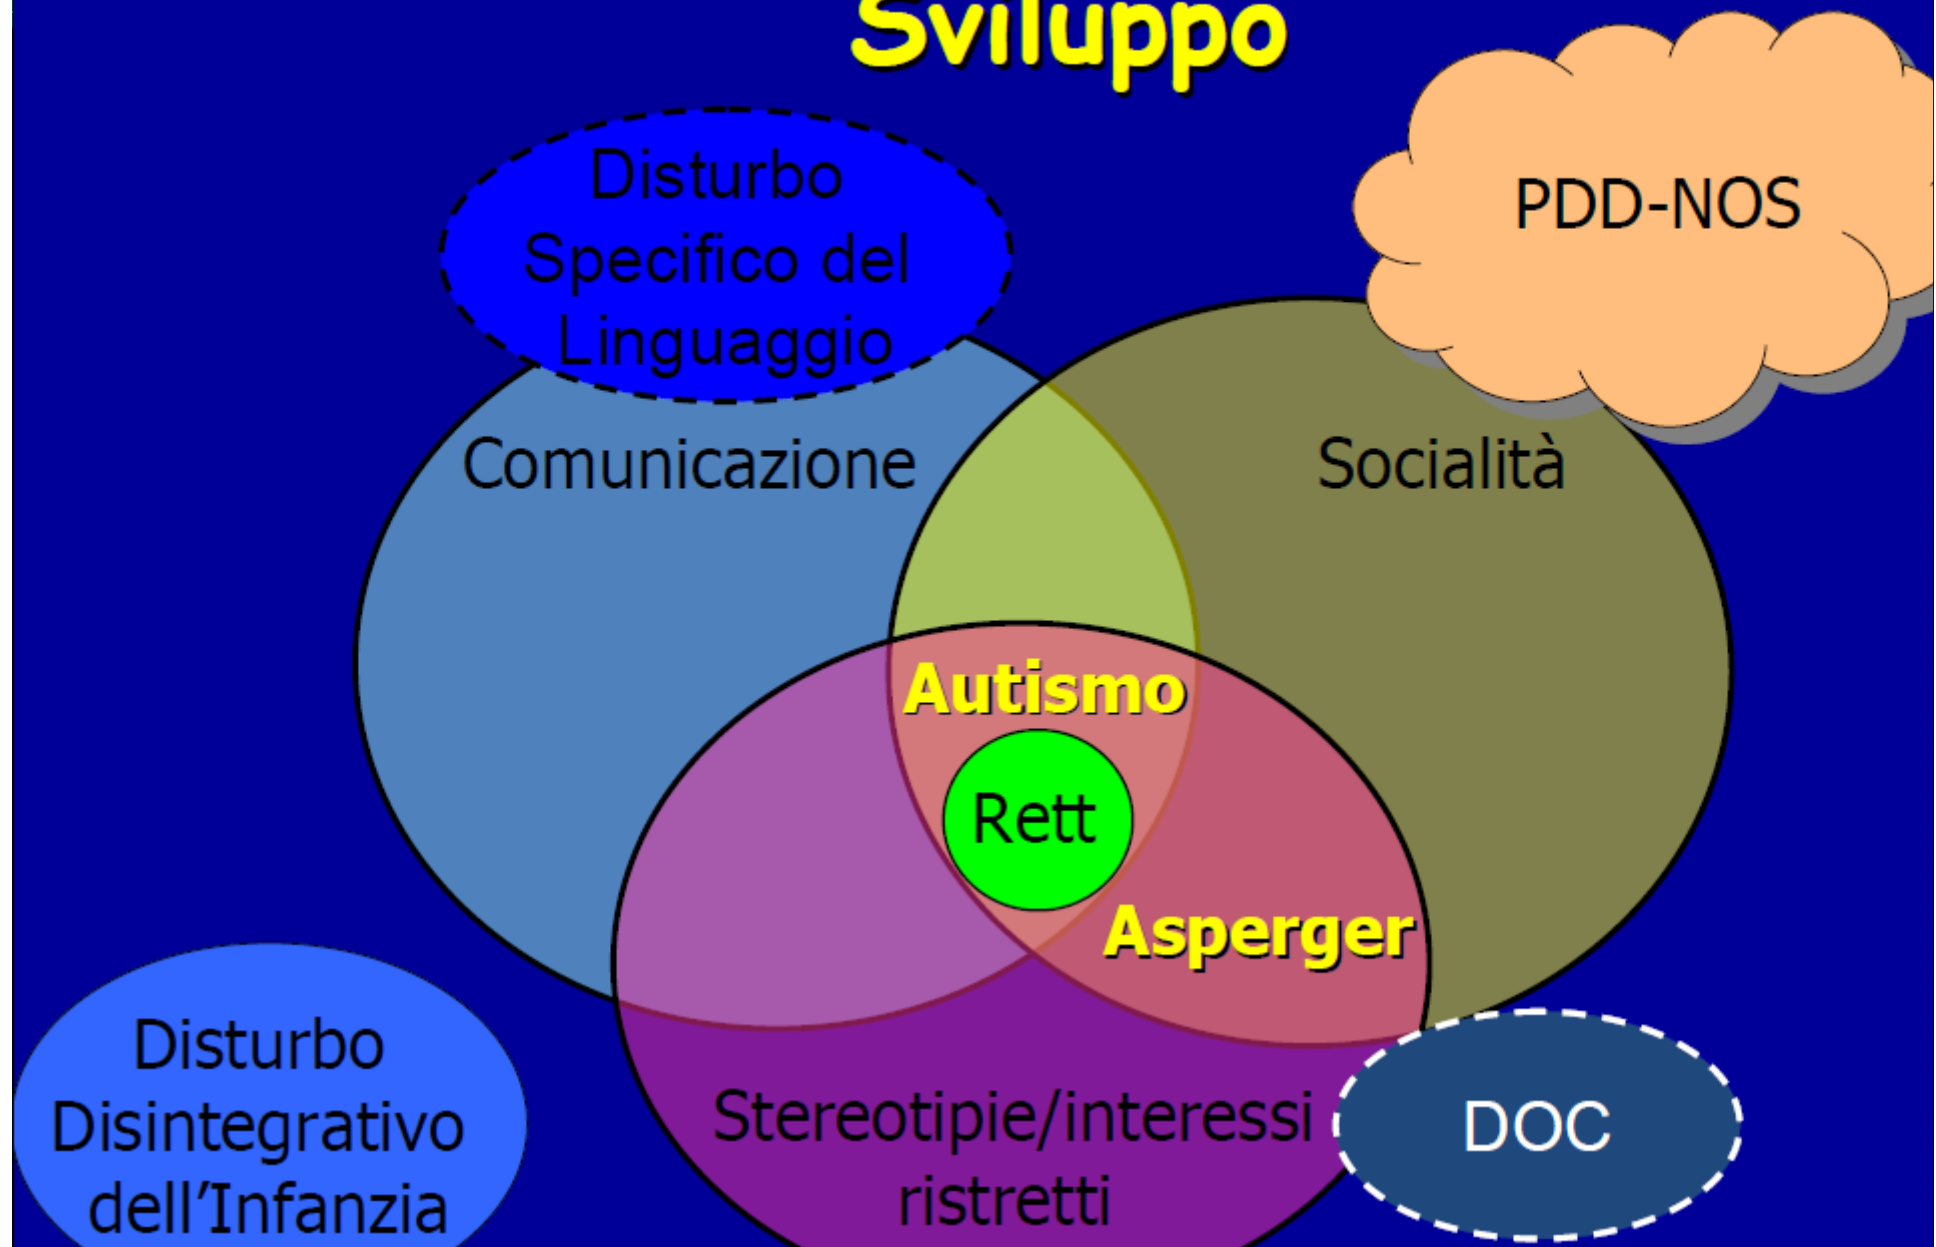 Sviluppo
Disturbo
Specifico del
Linguaggio
PDD-NOS
Comunicazione
Socialità
Autismo
Rett
Asperger
Disturbo
Disintegrativo
dell’Infanzia
Stereotipie/interessi
ristretti
DOC